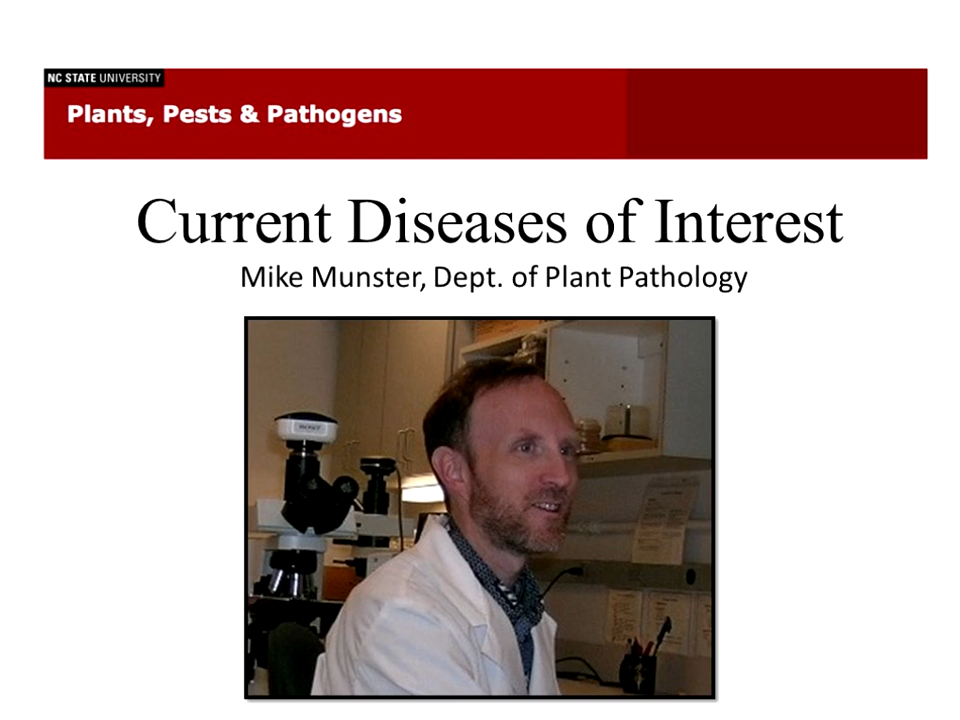 NC STATE UNIVERSITY
Plants, Pests & Pathogens
Current Diseases of Interest
Mike Munster, Dept. of Plant Pathology